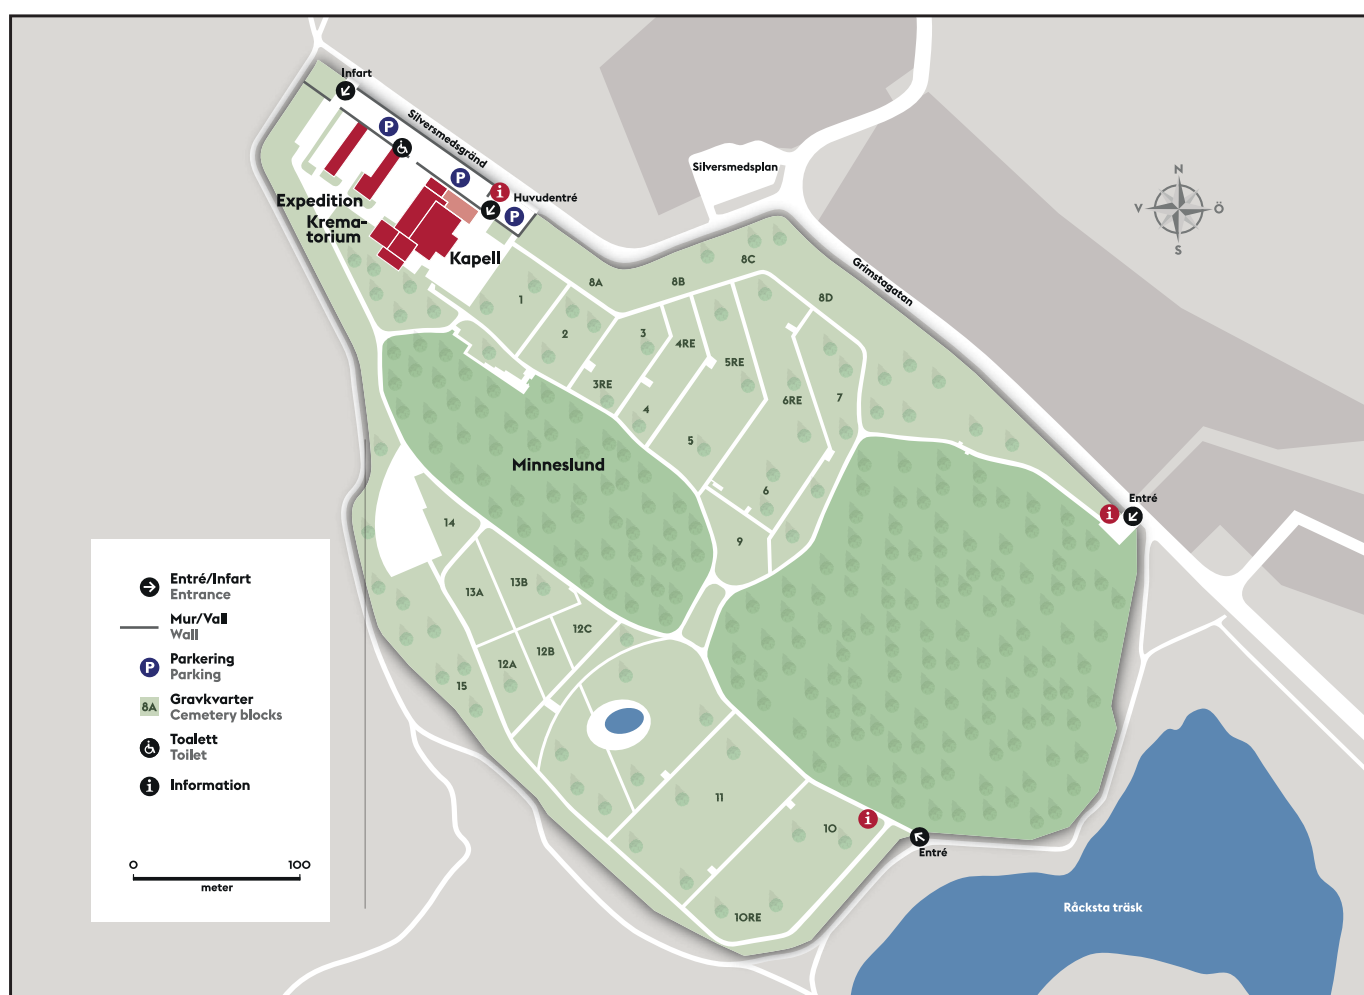 Infart
P
Silversmedsgränd
P
i
Huvudentré
P
Expedition
Krema-
torium
Kapell
Silversmedsplan
Grimstagatan
N
V
Ö
S
8A
8B
8C
8D
1
2
3
4RE
5RE
3RE
4
6RE
7
5
6
9
Minneslund
i
Entré
14
13A
13B
12C
12B
12A
15
11
10
i
Entré
10RE
Råcksta träsk
Entré/Infart
Entrance
Mur/Vall
Wall
P
Parkering
Parking
8A
Gravkvarter
Cemetery blocks
Toalett
Toilet
i
Information
0
100
meter